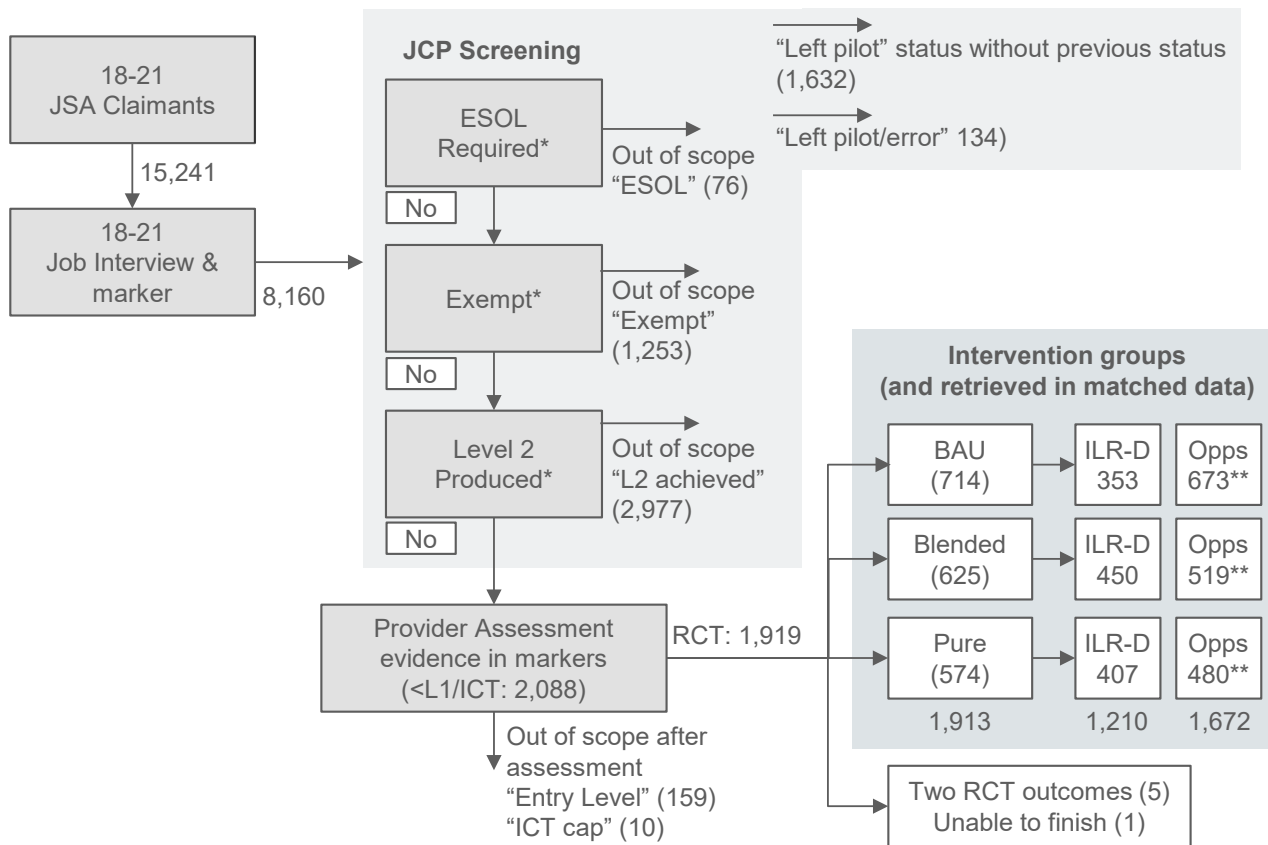 18-21
JSA Claimants
15,241
18-21
Job Interview &
marker
8,160
JCP Screening
ESOL
Required*
No
Out of scope
“ESOL” (76)
“Left pilot” status without previous status
(1,632)
“Left pilot/error” 134)
Exempt*
No
Out of scope
“Exempt”
(1,253)
Level 2
Produced*
No
Out of scope
“L2 achieved”
(2,977)
Provider Assessment
evidence in markers
(<L1/ICT: 2,088)
RCT: 1,919
Out of scope after
assessment
“Entry Level” (159)
“ICT cap” (10)
Intervention groups
(and retrieved in matched data)
BAU
(714)
ILR-D
353
Opps
673**
Blended
(625)
ILR-D
450
Opps
519**
Pure
(574)
ILR-D
407
Opps
480**
1,913
1,210
1,672
Two RCT outcomes (5)
Unable to finish (1)